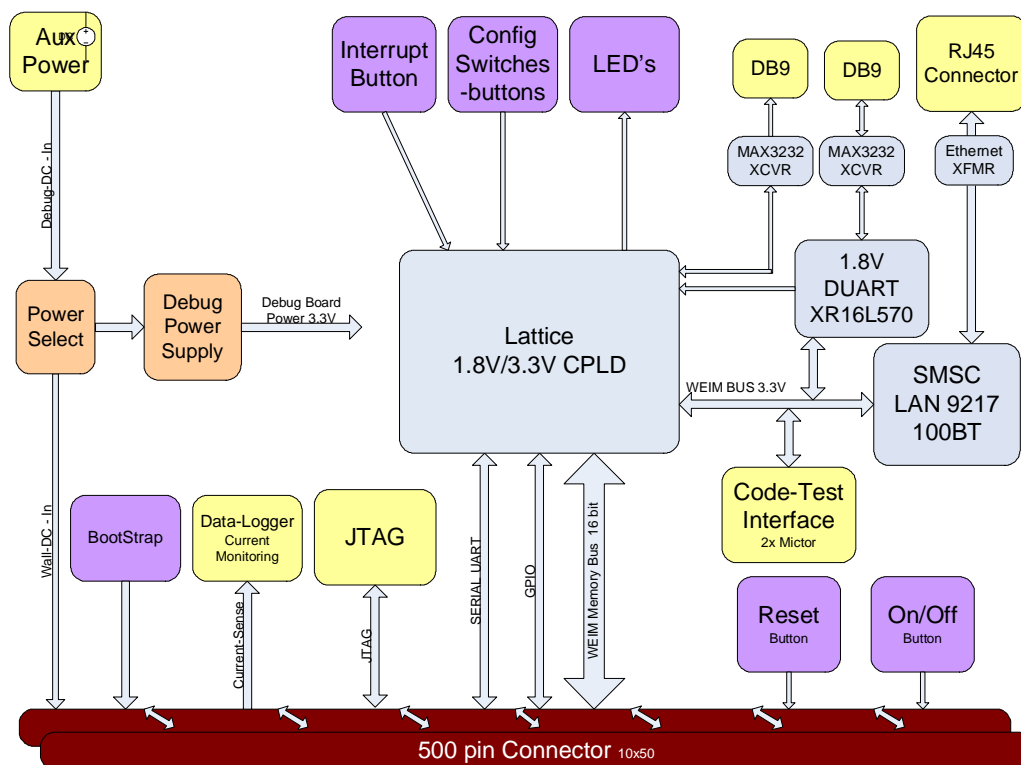 Aux
Power
Interrupt
Button
Config
Switches
-buttons
LED's
DB9
DB9
RJ45
Connector
MAX3232
XCVR
MAX3232
XCVR
Ethernet
XFMR
Debug-DC - In
1.8V
DUART
XR16L570
Power
Select
Debug
Power
Supply
Debug Board
Power 3.3V
Lattice
1.8V/3.3V CPLD
WEIM BUS 3.3V
SMSC
LAN 9217
100BT
Code-Test
Interface
2x Mictor
Wall-DC - In
BootStrap
Data-Logger
Current
Monitoring
JTAG
Current-Sense
JTAG
SERIAL UART
GPIO
WEIM Memory Bus 16 bit
Reset
Button
On/Off
Button
500 pin Connector 10x50